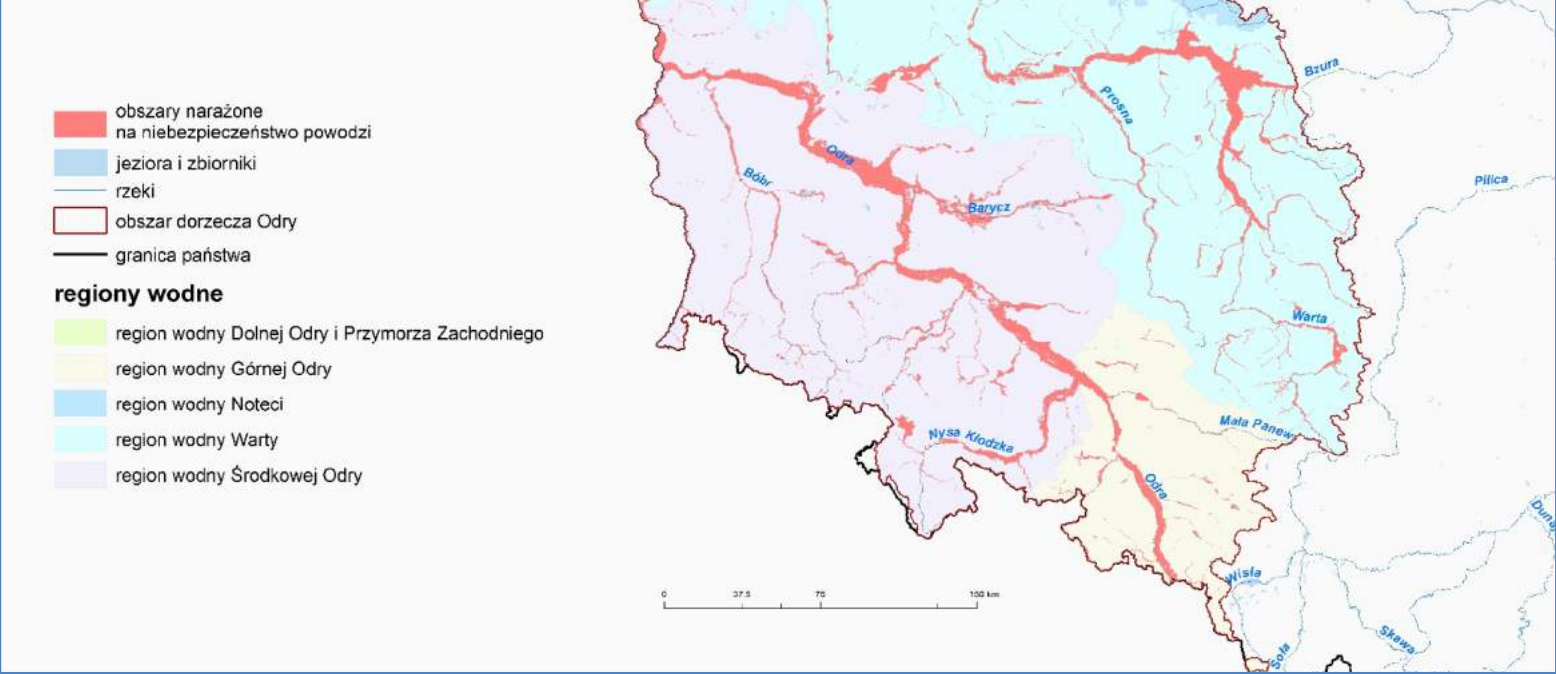 obszary narażone
na niebezpieczeństwo powodzi
jeziora i zbiorniki
rzeki
obszar dorzecza Odry
granica państwa
regiony wodne
region wodny Dolnej Odry i Przymorza Zachodniego
region wodny Górnej Odry
region wodny Noteci
region wodny Warty
region wodny Środkowej Odry
Bzura
Prosna
Odra
Bóbr
Pilica
Barycz
Warta
Mała Panew
Nysa Kłodzka
Odra
Wisła
Skawa
Soła
0 37.5 75 150 km